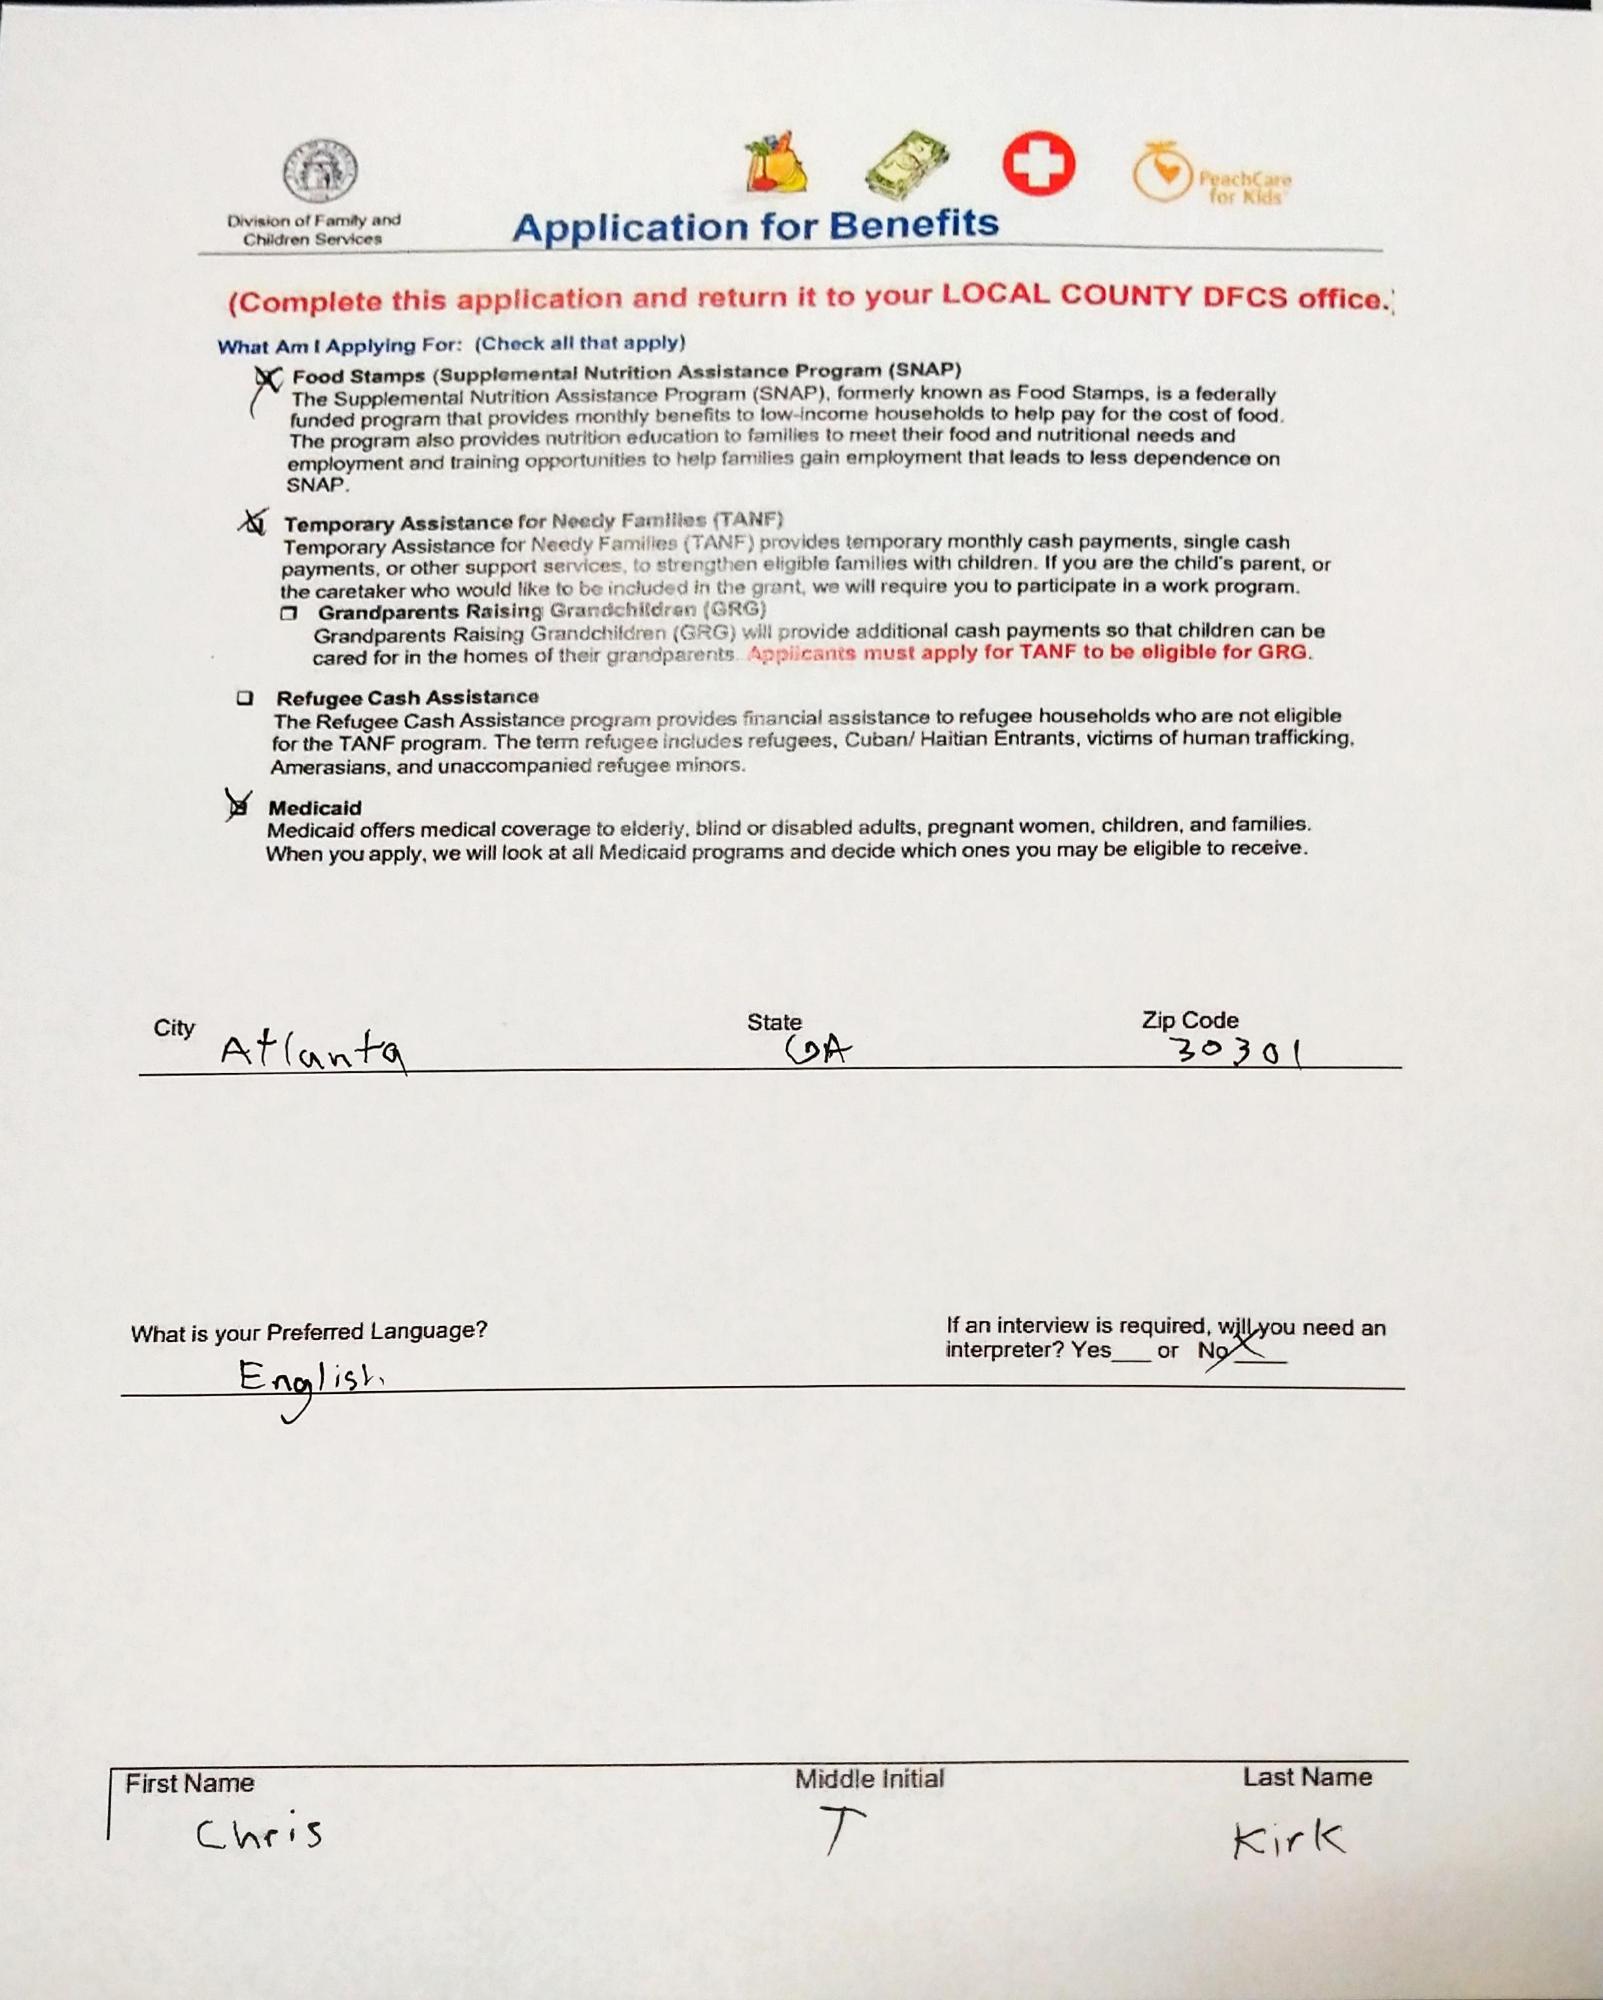 PeachCare
for Kids
Division of Family and
Children Services
Application for Benefits
(Complete this application and return it to your LOCAL COUNTY DFCS office.)
What Am I Applying For: (Check all that apply)
Food Stamps (Supplemental Nutrition Assistance Program (SNAP)
The Supplemental Nutrition Assistance Program (SNAP), formerly known as Food Stamps, is a federally
funded program that provides monthly benefits to low-income households to help pay for the cost of food.
The program also provides nutrition education to families to meet their food and nutritional needs and
employment and training opportunities to help families gain employment that leads to less dependence on
SNAP.
Temporary Assistance for Needy Families (TANF)
Temporary Assistance for Needy Families (TANF) provides temporary monthly cash payments, single cash
payments, or other support services, to strengthen eligible families with children. If you are the child's parent, or
the caretaker who would like to be included in the grant, we will require you to participate in a work program.
Grandparents Raising Grandchildren (GRG)
Grandparents Raising Grandchildren (GRG) will provide additional cash payments so that children can be
cared for in the homes of their grandparents. Applicants must apply for TANF to be eligible for GRG.
Refugee Cash Assistance
The Refugee Cash Assistance program provides financial assistance to refugee households who are not eligible
for the TANF program. The term refugee includes refugees, Cuban/ Haitian Entrants, victims of human trafficking,
Amerasians, and unaccompanied refugee minors.
Medicaid
Medicaid offers medical coverage to elderly, blind or disabled adults, pregnant women, children, and families.
When you apply, we will look at all Medicaid programs and decide which ones you may be eligible to receive.
City State Zip Code
Atlanta GA 30301
What is your Preferred Language? If an interview is required, will you need an
interpreter? Yes___ or No X
English
First Name Middle Initial Last Name
Chris T Kirk